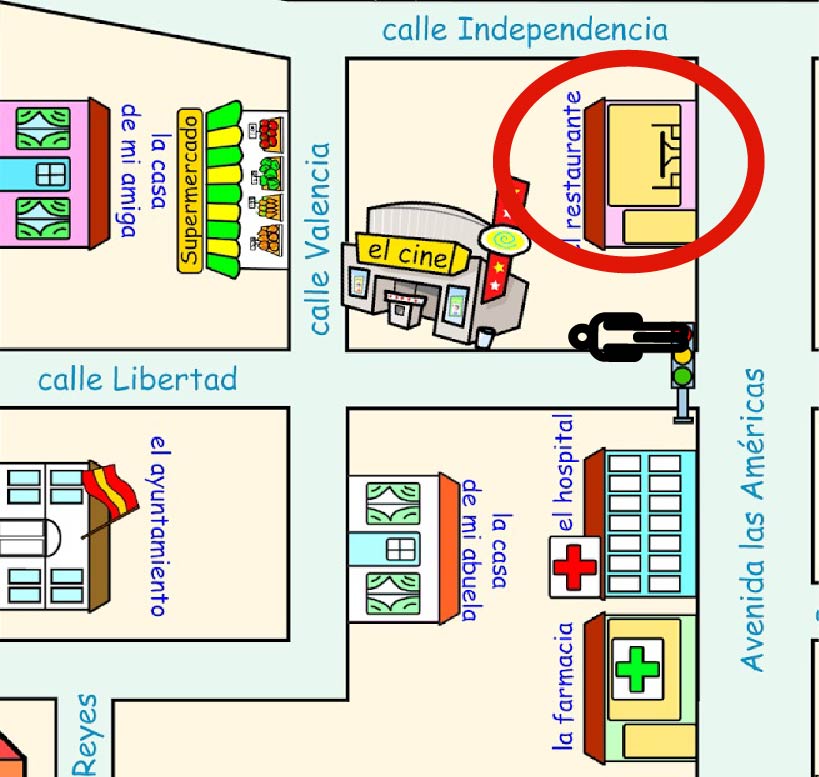 calle Independencia
la casa
de mi amiga
Supermercado
calle Valencia
el cine
l restaurante
calle Libertad
el ayuntamiento
la casa
de mi abuela
el hospital
Avenida las Américas
la farmacia
Reyes